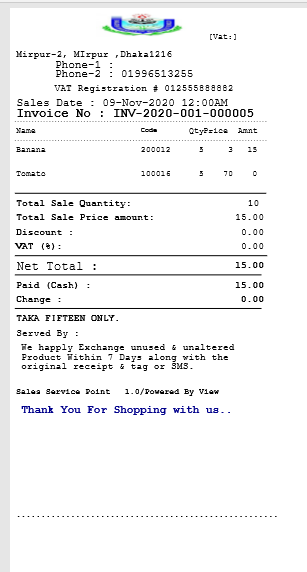 [Vat:]
Mirpur-2, MIrpur ,Dhaka1216
Phone-1 :
Phone-2 : 01996513255
VAT Registration # 012555888882
Sales Date : 09-Nov-2020 12:00AM
Invoice No : INV-2020-001-000005
Name Code QtyPrice Amnt
Banana 200012 5 3 15
Tomato 100016 5 70 0
Total Sale Quantity: 10
Total Sale Price amount: 15.00
Discount : 0.00
VAT (%): 0.00
Net Total : 15.00
Paid (Cash) : 15.00
Change : 0.00
TAKA FIFTEEN ONLY.
Served By :
We happly Exchange unused & unaltered
Product Within 7 Days along with the
original receipt & tag or SMS.
Sales Service Point 1.0/Powered By View
Thank You For Shopping with us..